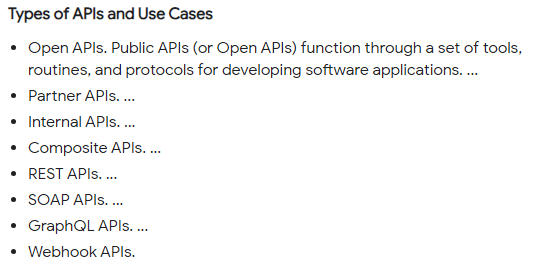 Types of APIs and Use Cases
• Open APIs. Public APIs (or Open APIs) function through a set of tools,
routines, and protocols for developing software applications. ...
• Partner APIs. ...
• Internal APIs. ...
• Composite APIs. ...
• REST APIs. ...
• SOAP APIs. ...
• GraphQL APIs. ...
• Webhook APIs.